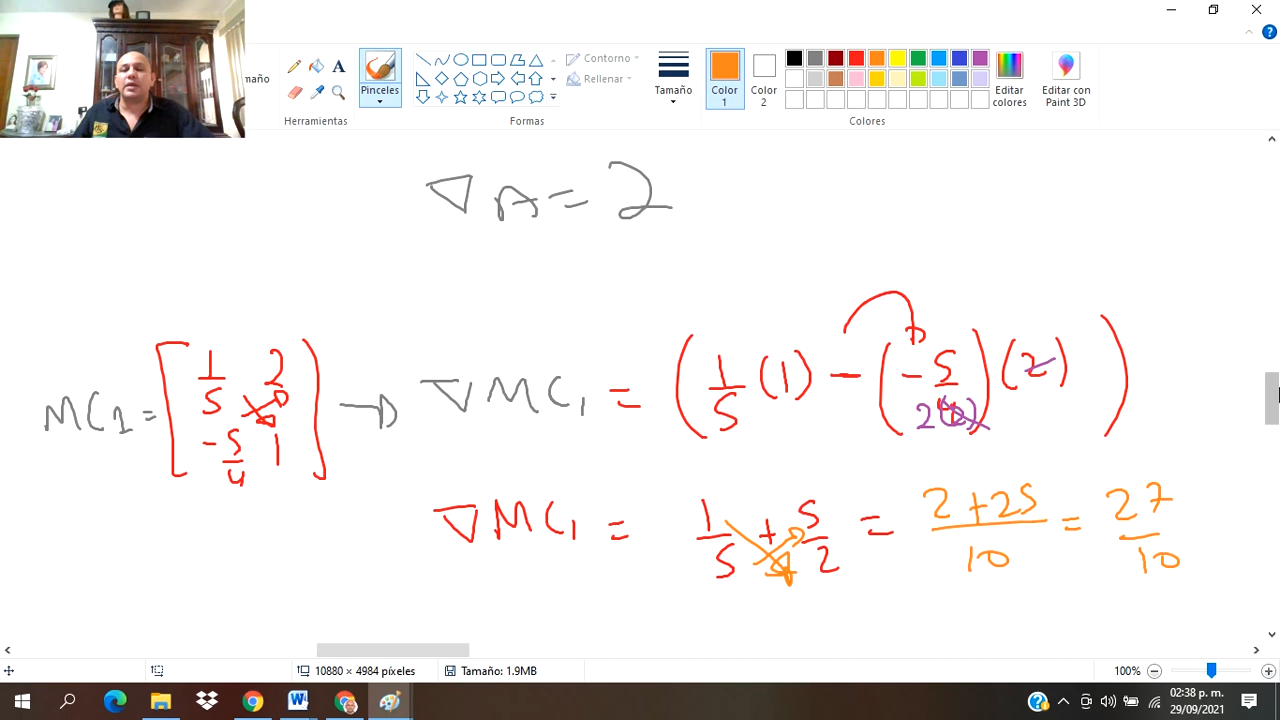 Contorno
Rellenar
maño
Pinceles
Tamaño
Color 1
Color 2
Editar colores
Editar con Paint 3D
Herramientas
Formas
Colores
∇A = 2
MC1 = [ 1/5 2 -5/4 1 ] → ∇MC1 = ( 1/5 (1) - ( -5/4 ) (2) )
2(2)
∇MC1 = 1/5 + 5/2 = 2+25/10 = 27/10
10880 × 4984 píxeles
Tamaño: 1.9MB
100%
02:38 p. m.
29/09/2021